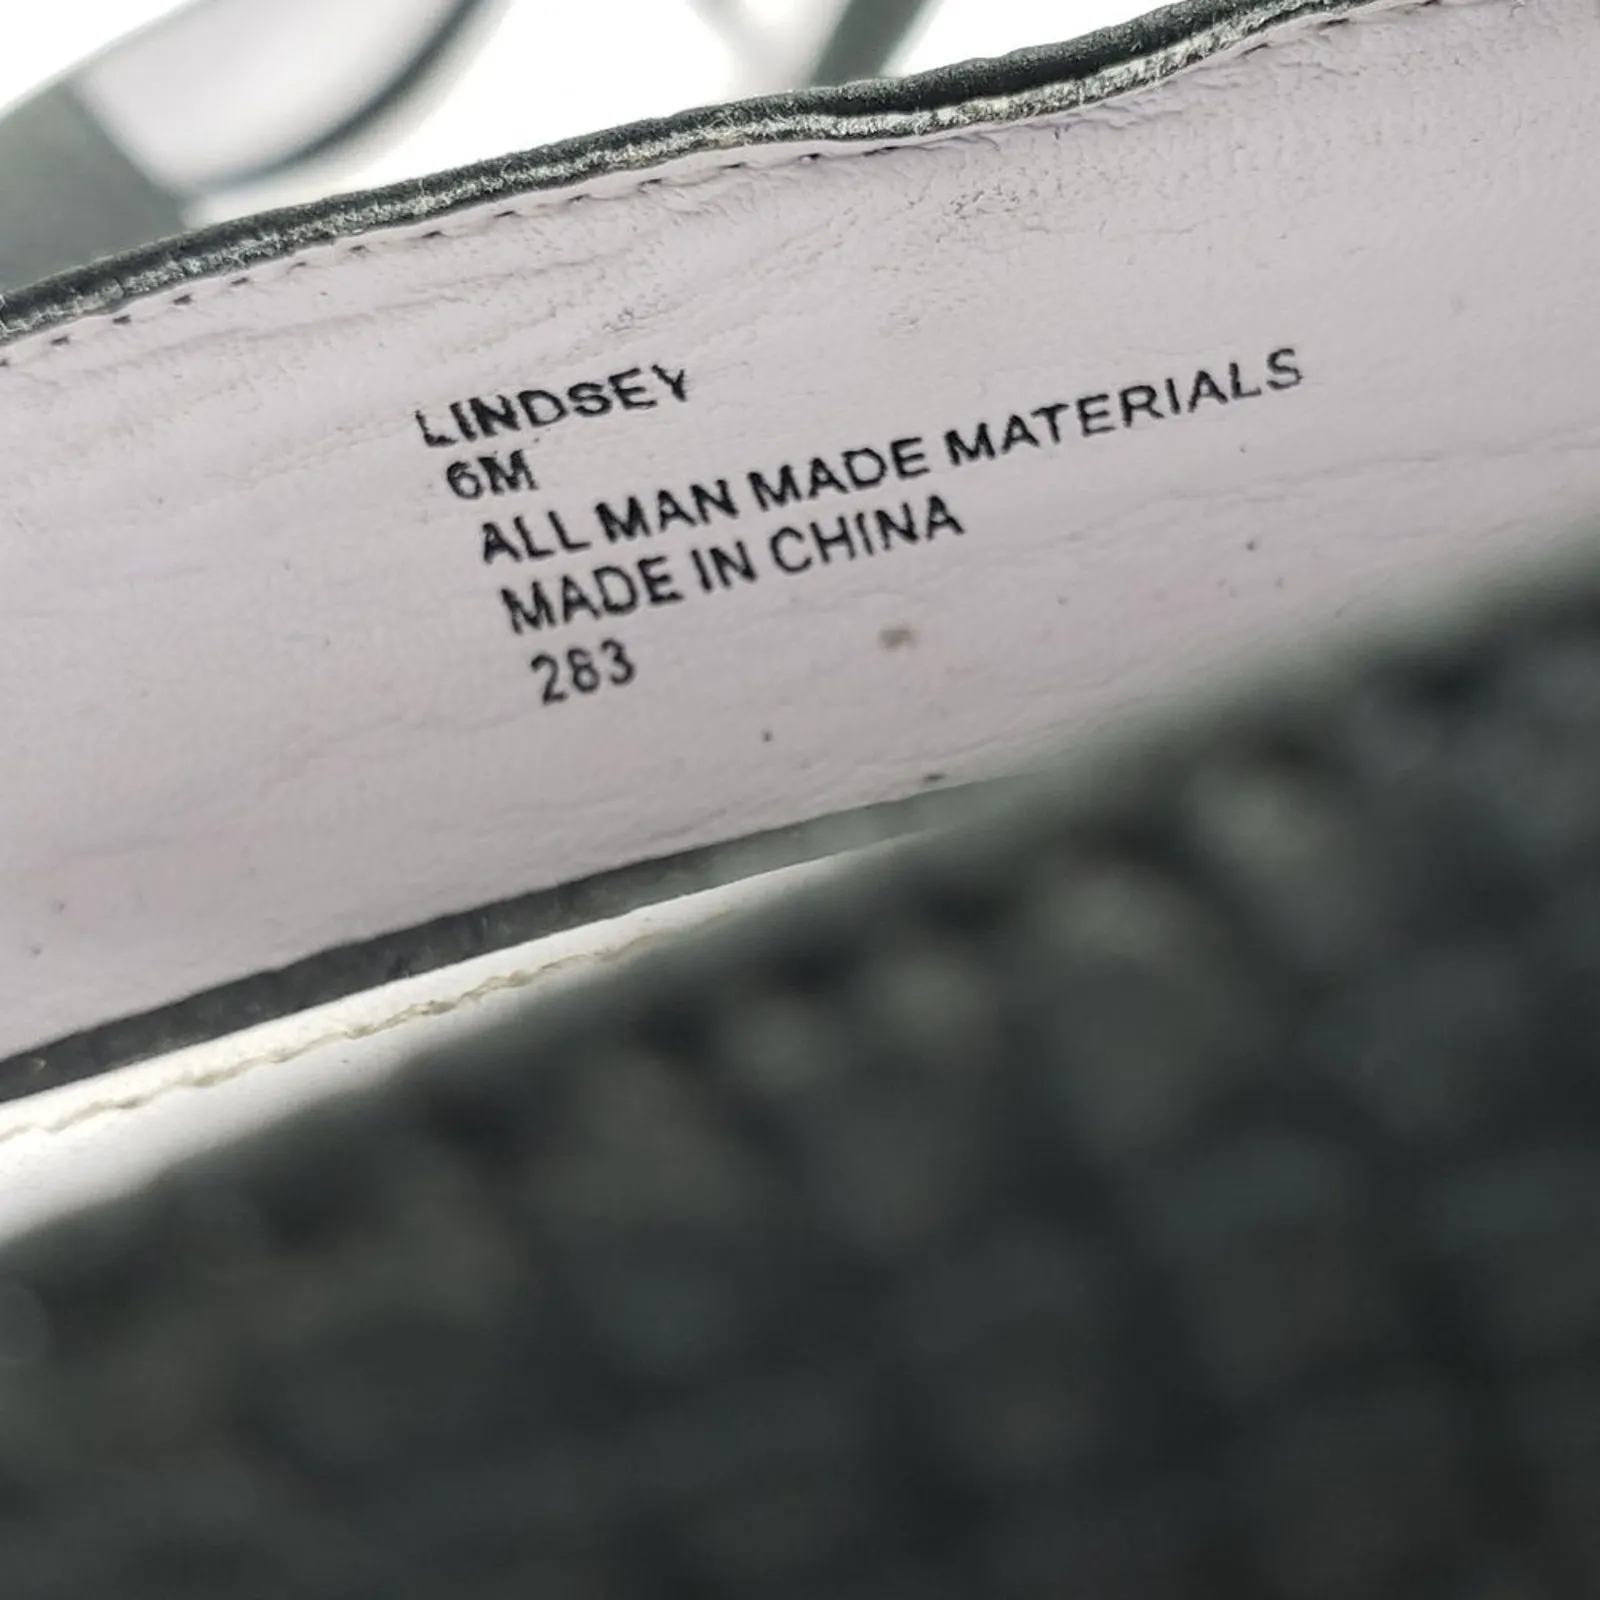 LINDSEY
6M
ALL MAN MADE MATERIALS
MADE IN CHINA
283